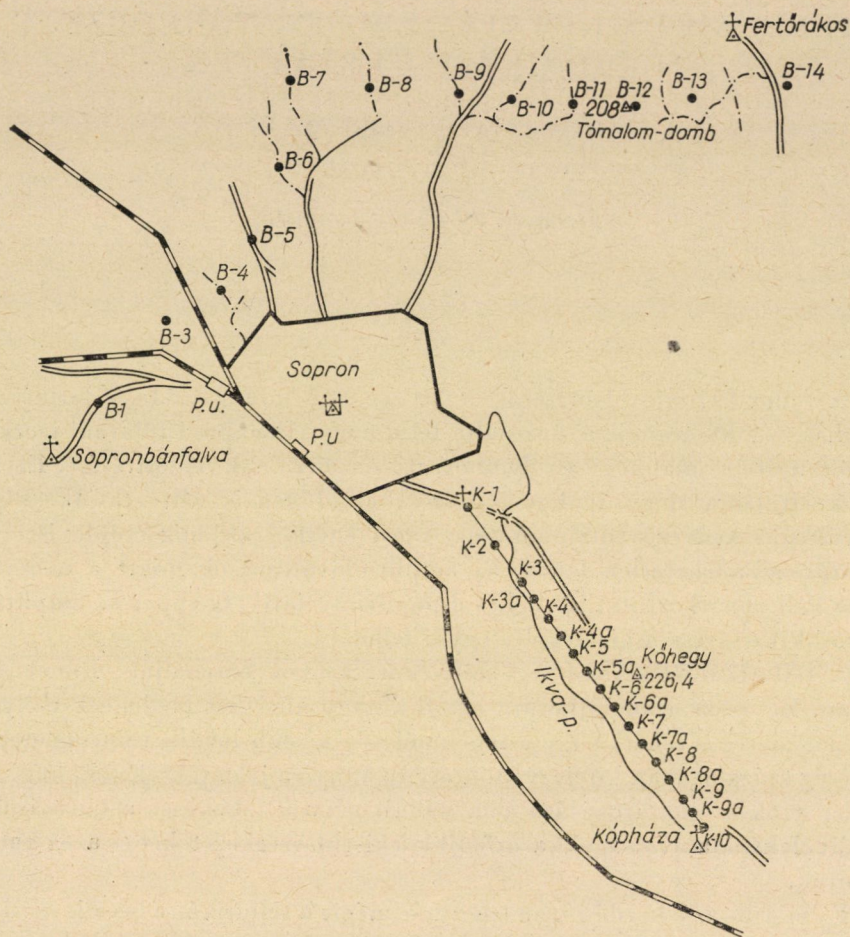 Fertőrákos
B-7
B-8
B-9
B-10
B-11
B-12
B-13
B-14
208
Tómalom-domb
B-6
B-5
B-4
B-3
Sopron
P.u.
B-1
P.u
Sopronbánfalva
K-1
K-2
K-3
K-3a
K-4
K-4a
K-5
Kőhegy
K-5a
226,4
K-6
K-6a
Ikva-p.
K-7
K-7a
K-8
K-8a
K-9
K-9a
Kópháza
K-10